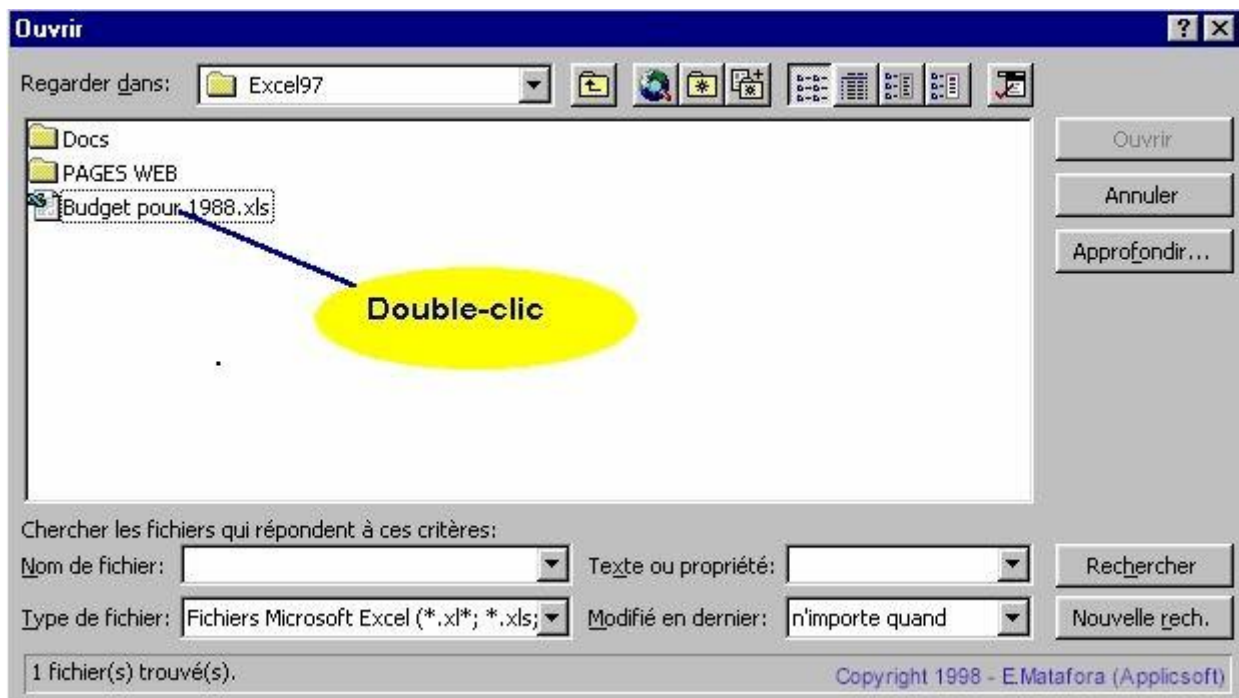 Ouvrir
Regarder dans: Excel97
Docs
PAGES WEB
Budget pour 1988.xls
Double-clic
Ouvrir
Annuler
Approfondir...
Chercher les fichiers qui répondent à ces critères:
Nom de fichier: Texte ou propriété: Rechercher
Type de fichier: Fichiers Microsoft Excel (*.xl*; *.xls; Modifié en dernier: n'importe quand Nouvelle rech.
1 fichier(s) trouvé(s). Copyright 1998 - E.Matafora (Applicsoft)